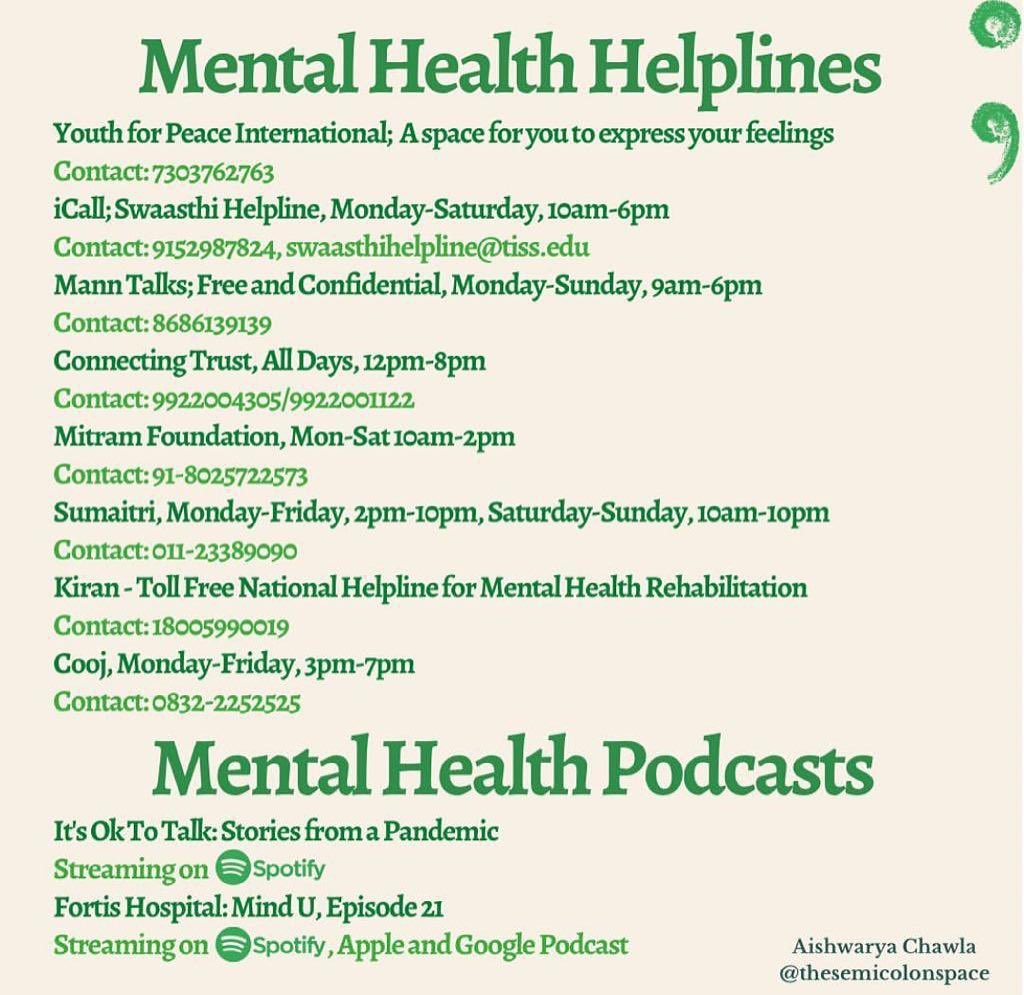 Mental Health Helplines
Youth for Peace International; A space for you to express your feelings
Contact: 7303762763
iCall; Swaasthi Helpline, Monday-Saturday, 10am-6pm
Contact: 9152987824, swaasthihelpline@tiss.edu
Mann Talks; Free and Confidential, Monday-Sunday, 9am-6pm
Contact: 8686139139
Connecting Trust, All Days, 12pm-8pm
Contact: 9922004305/9922001122
Mitram Foundation, Mon-Sat 10am-2pm
Contact: 91-8025722573
Sumaitri, Monday-Friday, 2pm-10pm, Saturday-Sunday, 10am-10pm
Contact: 011-23389090
Kiran - Toll Free National Helpline for Mental Health Rehabilitation
Contact: 18005990019
Cooj, Monday-Friday, 3pm-7pm
Contact: 0832-2252525
Mental Health Podcasts
It's Ok To Talk: Stories from a Pandemic
Streaming on Spotify
Fortis Hospital: Mind U, Episode 21
Streaming on Spotify, Apple and Google Podcast
Aishwarya Chawla
@thesemicolonspace